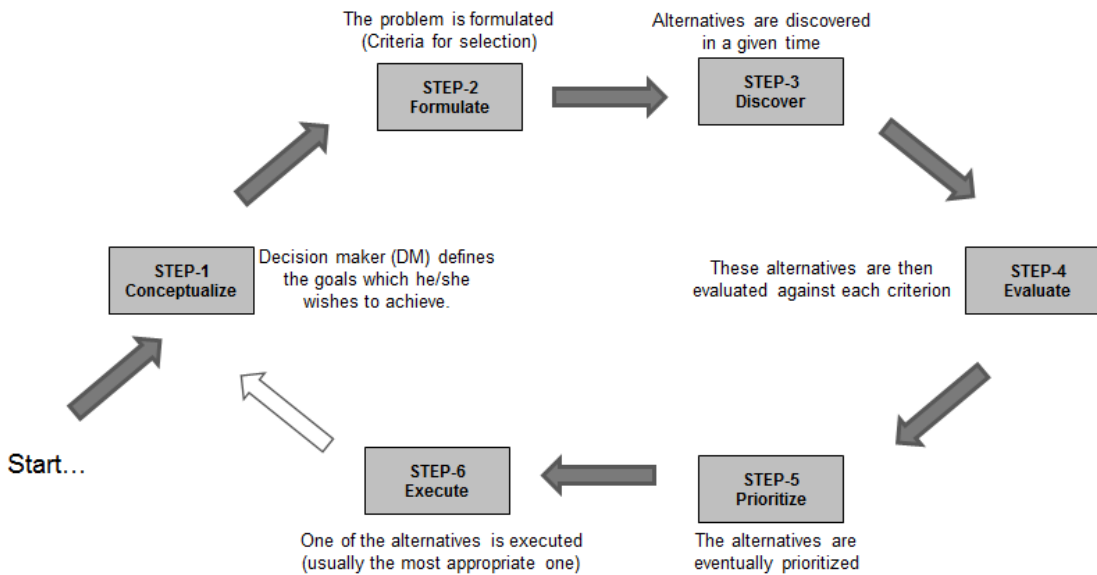 The problem is formulated
(Criteria for selection)
STEP-2
Formulate
Alternatives are discovered
in a given time
STEP-3
Discover
STEP-1
Conceptualize
Decision maker (DM) defines
the goals which he/she
wishes to achieve.
These alternatives are then
evaluated against each criterion
STEP-4
Evaluate
Start...
STEP-6
Execute
One of the alternatives is executed
(usually the most appropriate one)
STEP-5
Prioritize
The alternatives are
eventually prioritized